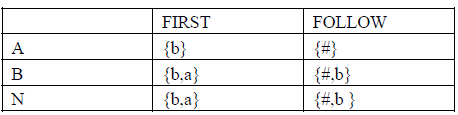 FIRST FOLLOW
A {b} {#}
B {b,a} {#,b}
N {b,a} {#,b }